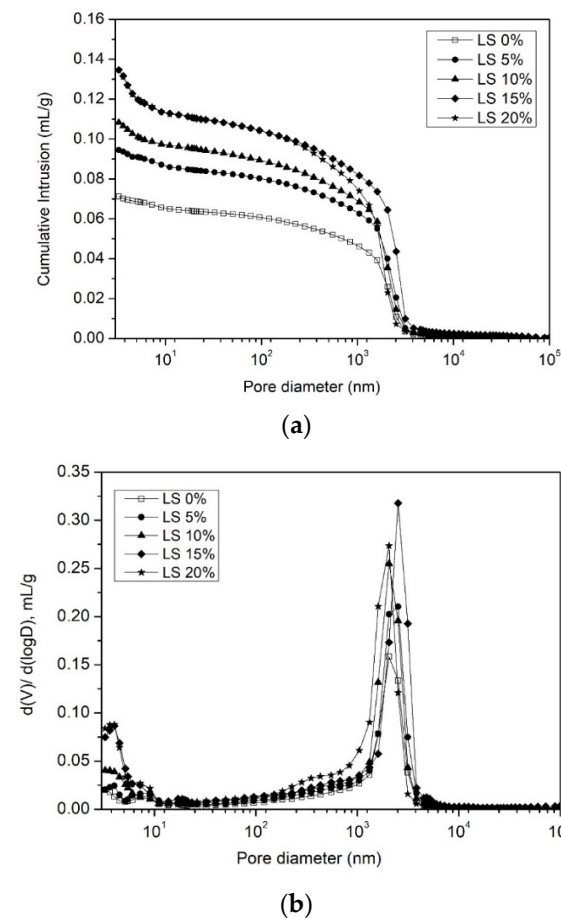 0.16
0.14
0.12
0.10
0.08
0.06
0.04
0.02
0.00
Cumulative Intrusion (mL/g)
LS 0%
LS 5%
LS 10%
LS 15%
LS 20%
10¹ 10² 10³ 10⁴ 10⁵
Pore diameter (nm)
(a)
0.35
0.30
0.25
0.20
0.15
0.10
0.05
0.00
d(V)/ d(logD), mL/g
LS 0%
LS 5%
LS 10%
LS 15%
LS 20%
10¹ 10² 10³ 10⁴ 10
Pore diameter (nm)
(b)